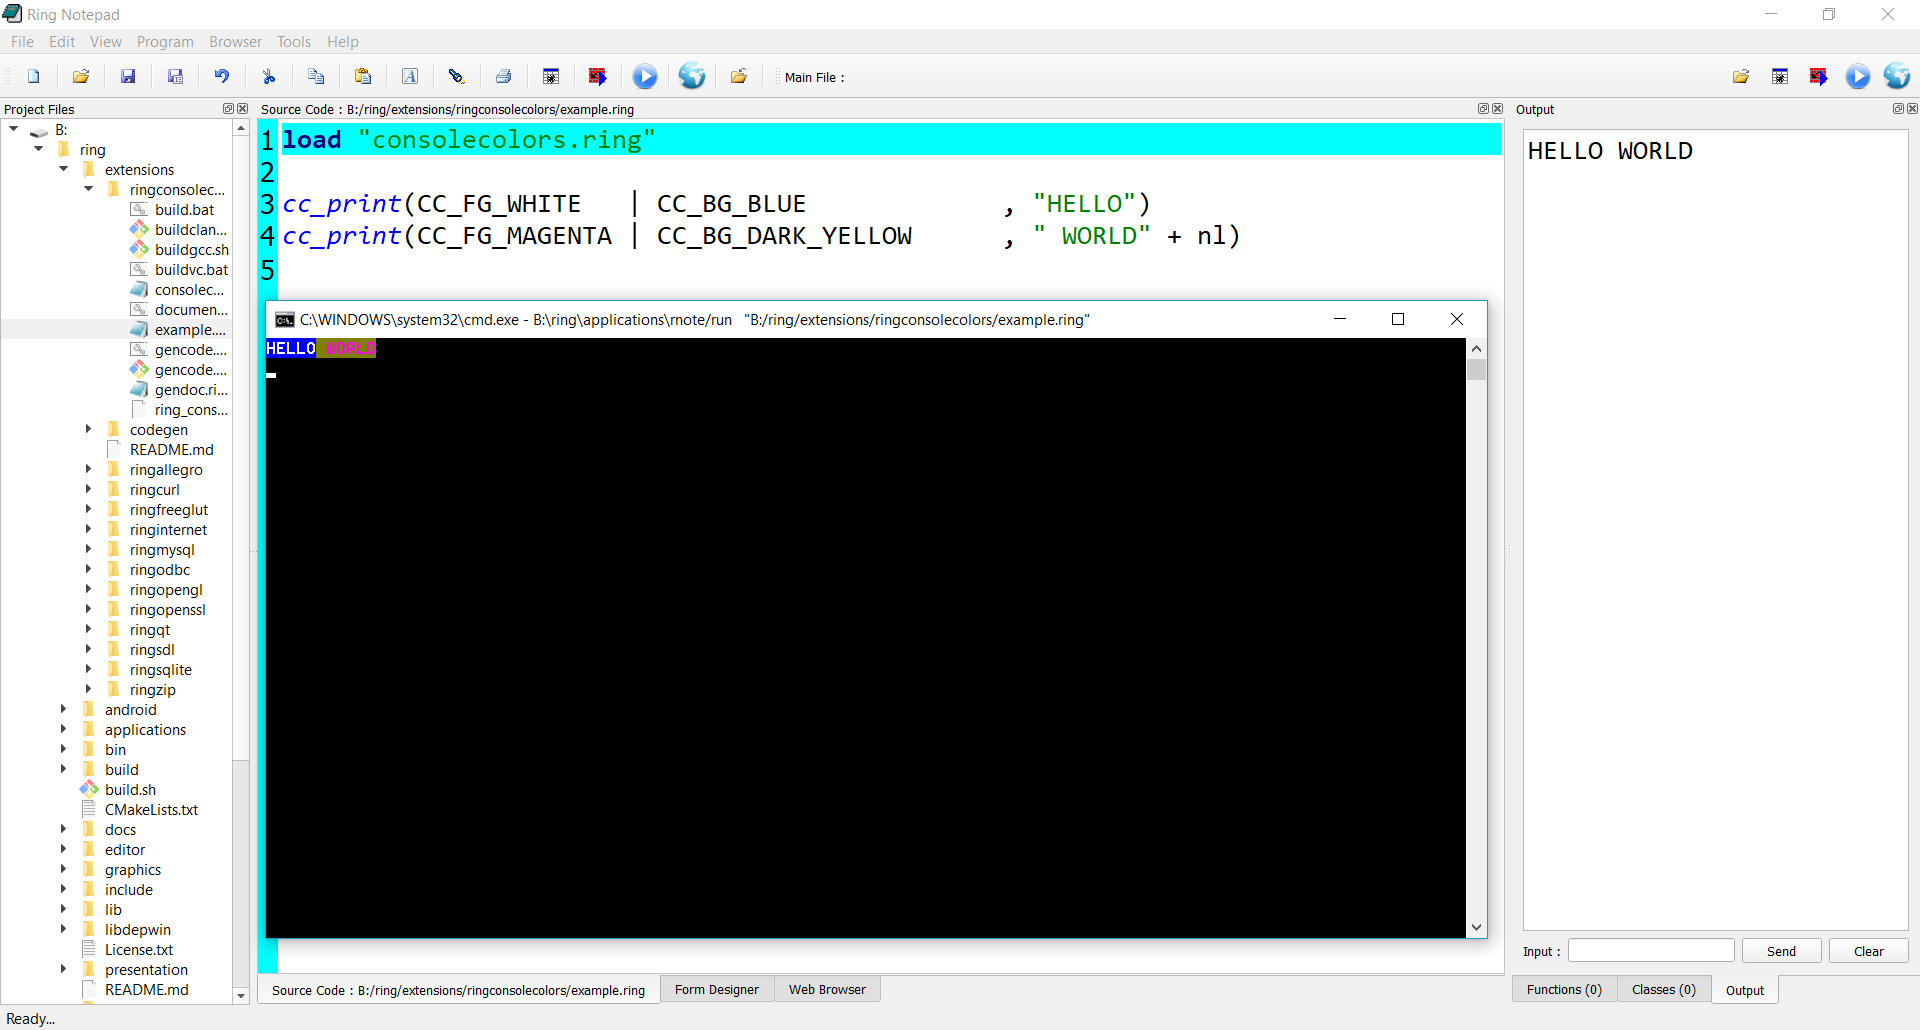 Ring Notepad
File Edit View Program Browser Tools Help
Main File :
Project Files
B:
ring
extensions
ringconsolec...
build.bat
buildclan...
buildgcc.sh
buildvc.bat
consolec...
documen...
example....
gencode....
gencode....
gendoc.ri...
ring_cons...
codegen
README.md
ringallegro
ringcurl
ringfreeglut
ringinternet
ringmysql
ringodbc
ringopengl
ringopenssl
ringqt
ringsdl
ringsqlite
ringzip
android
applications
bin
build
build.sh
CMakeLists.txt
docs
editor
graphics
include
lib
libdepwin
License.txt
presentation
README.md
Source Code : B:/ring/extensions/ringconsolecolors/example.ring
1 load "consolecolors.ring"
2
3 cc_print(CC_FG_WHITE | CC_BG_BLUE , "HELLO")
4 cc_print(CC_FG_MAGENTA | CC_BG_DARK_YELLOW , " WORLD" + nl)
5
C:\WINDOWS\system32\cmd.exe - B:\ring\applications\rnote/run "B:/ring/extensions/ringconsolecolors/example.ring"
HELLO WORLD
Source Code : B:/ring/extensions/ringconsolecolors/example.ring Form Designer Web Browser
Output
HELLO WORLD
Input : Send Clear
Functions (0) Classes (0) Output
Ready...